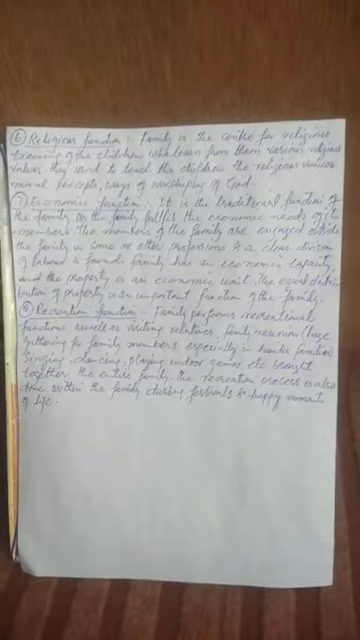 ⑥ Religious function :- Family is the centre for religious
training of the children who learn from them various religious
values. they used to teach the children the religious values
moral percepts, ways of worshiping of God.
⑦ Economic function :- It is the traditional function of
the family as the family fulfil the economic needs of its
members The members of the family are engaged outside
the family in some or other professions & a clear division
of labour is found. family has an economic capacity,
and the property is an economic unit. The equal distri-
bution of property is an important function of the family.
⑧ Recreation function :- Family performs recreational
functions as well as visiting relatives, family reunion (large
gathering for family members especially in families
Singing, dancing, playing indoor games etc brought
together the entire family. the recreation process is also
done within the family during festivals & happy moments
of life.